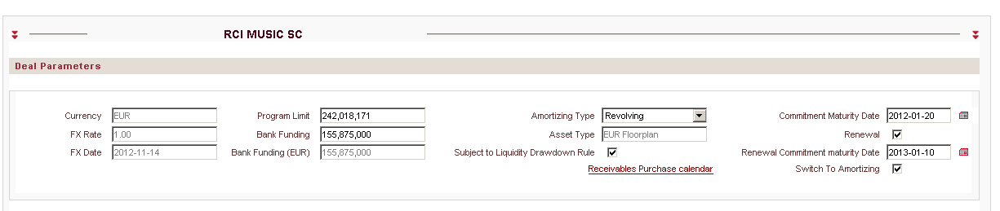 RCI MUSIC SC
Deal Parameters
Currency EUR Program Limit 242,018,171 Amortizing Type Revolving Commitment Maturity Date 2012-01-20
FX Rate 1.00 Bank Funding 155,875,000 Asset Type EUR Floorplan Renewal
FX Date 2012-11-14 Bank Funding (EUR) 155,875,000 Subject to Liquidity Drawdown Rule Renewal Commitment maturity Date 2013-01-10
Receivables Purchase calendar Switch To Amortizing